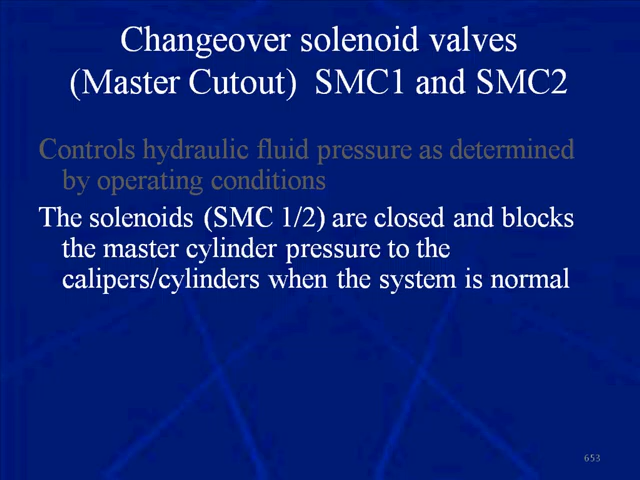 Changeover solenoid valves
(Master Cutout)  SMC1 and SMC2
Controls hydraulic fluid pressure as determined
by operating conditions
The solenoids (SMC 1/2) are closed and blocks
the master cylinder pressure to the
calipers/cylinders when the system is normal
653